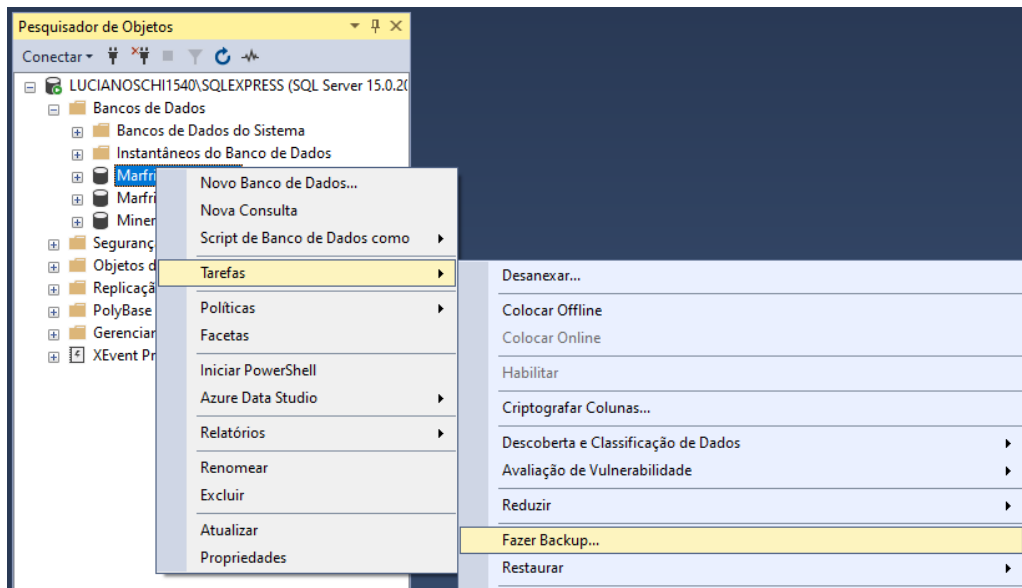 Pesquisador de Objetos
Conectar
LUCIANOSCHI1540\SQLEXPRESS (SQL Server 15.0.20
Bancos de Dados
Bancos de Dados do Sistema
Instantâneos do Banco de Dados
Marfri
Marfri
Miner
Seguranç
Objetos d
Replicaçã
PolyBase
Gerenciar
XEvent Pr
Novo Banco de Dados...
Nova Consulta
Script de Banco de Dados como
Tarefas
Políticas
Facetas
Iniciar PowerShell
Azure Data Studio
Relatórios
Renomear
Excluir
Atualizar
Propriedades
Desanexar...
Colocar Offline
Colocar Online
Habilitar
Criptografar Colunas...
Descoberta e Classificação de Dados
Avaliação de Vulnerabilidade
Reduzir
Fazer Backup...
Restaurar